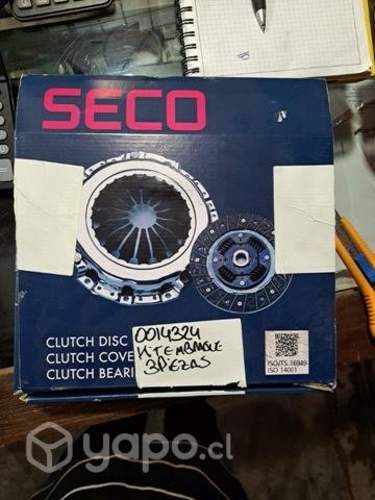 SECO
CLUTCH DISC
CLUTCH COVE
CLUTCH BEARI
0014324
KIT EMBRAGUE
3PIEZAS
ISO/TS 16949
ISO 14001
yapo.cl